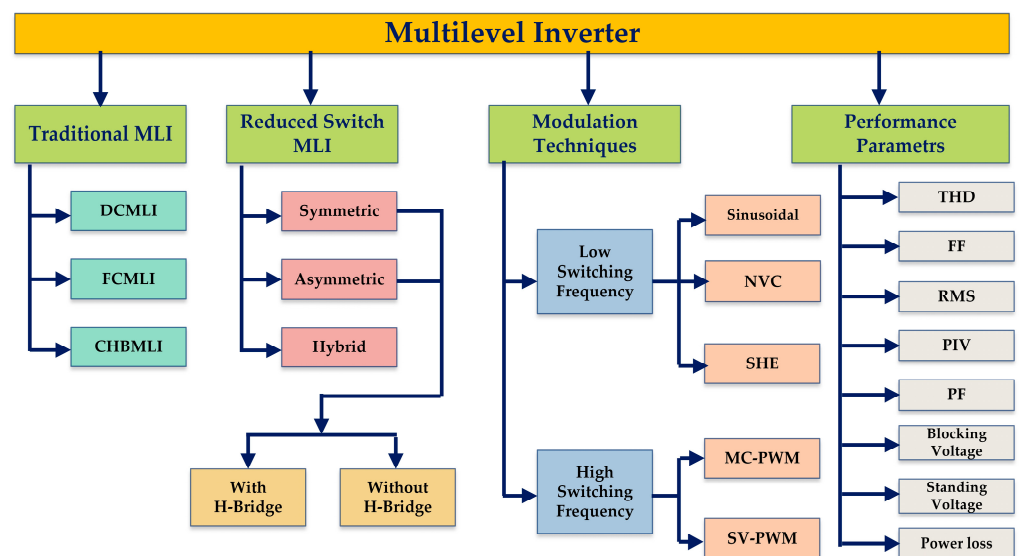 Multilevel Inverter
Traditional MLI
DCMLI
FCMLI
CHBMLI
Reduced Switch
MLI
Symmetric
Asymmetric
Hybrid
With
H-Bridge
Without
H-Bridge
Modulation
Techniques
Low
Switching
Frequency
Sinusoidal
NVC
SHE
High
Switching
Frequency
MC-PWM
SV-PWM
Performance
Parametrs
THD
FF
RMS
PIV
PF
Blocking
Voltage
Standing
Voltage
Power loss